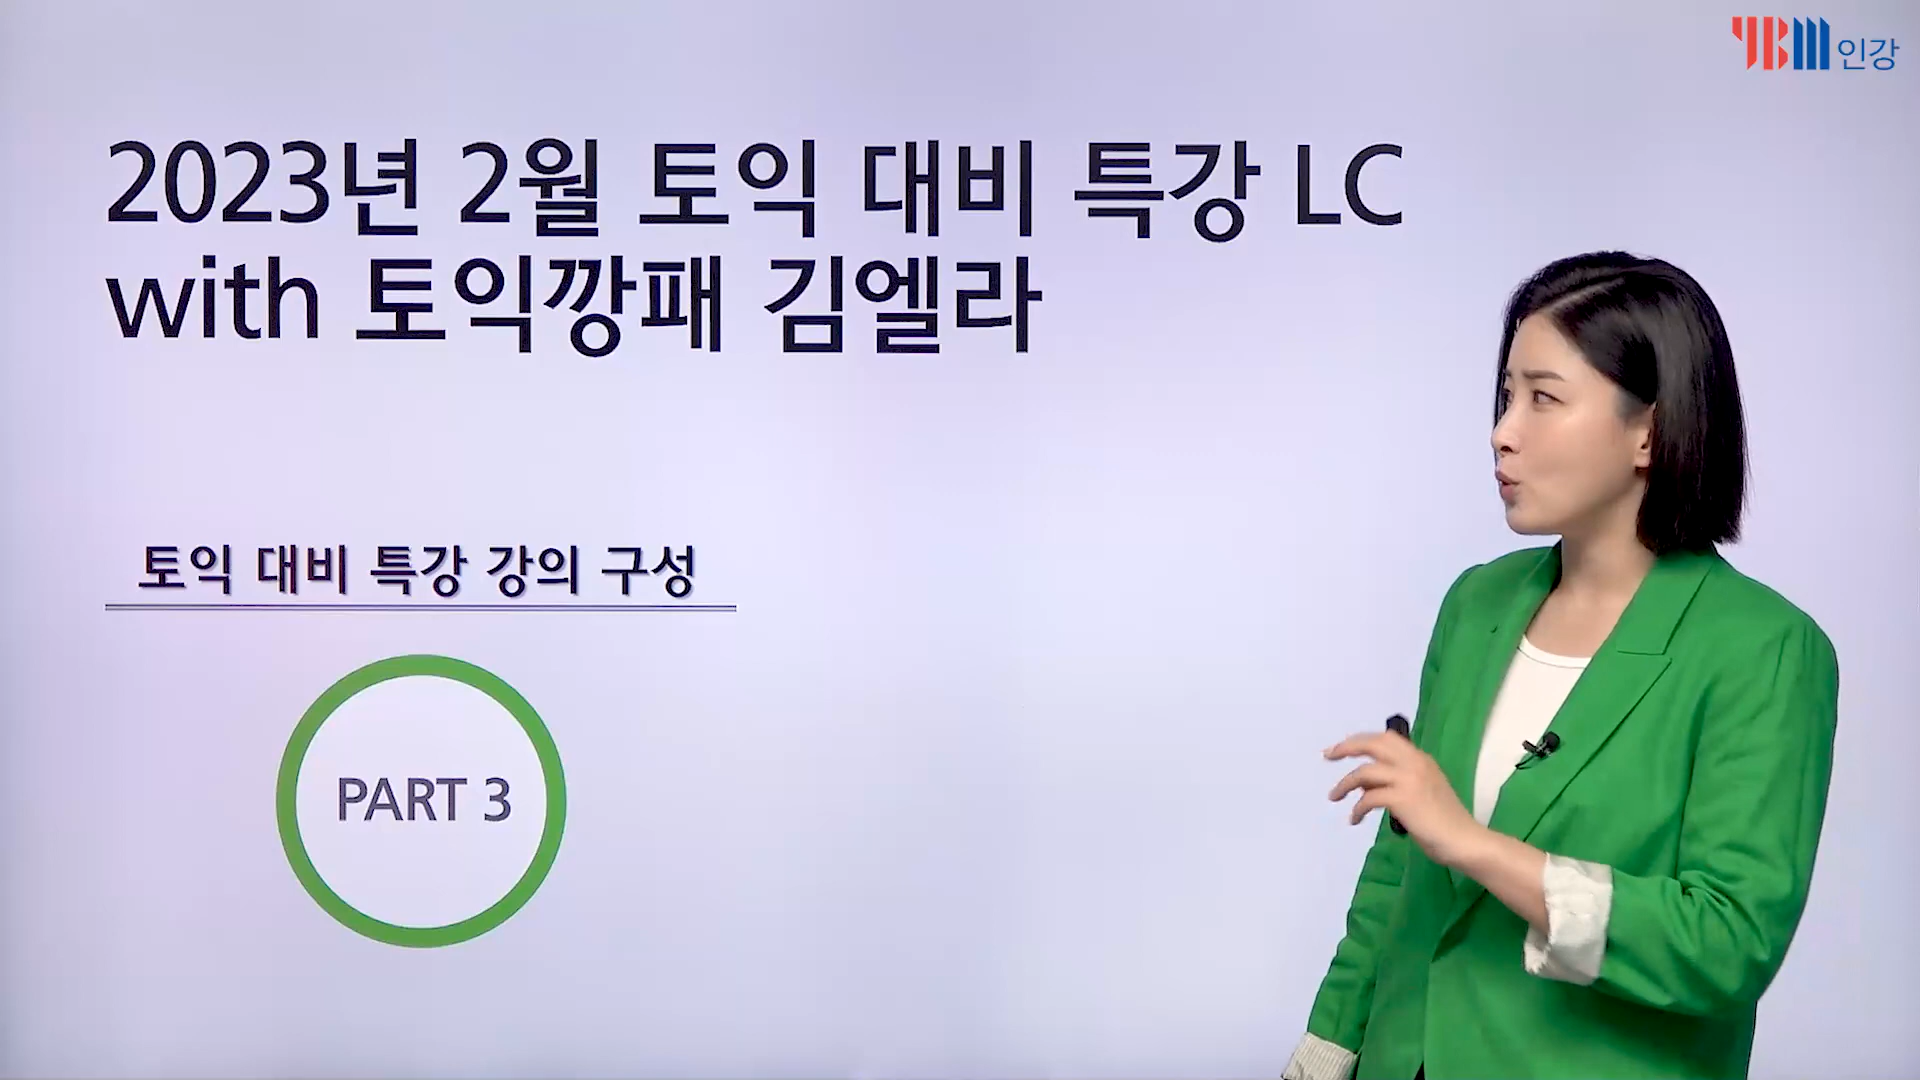 YBM 인강
2023년 2월 토익 대비 특강 LC
with 토익깡패 김엘라
토익 대비 특강 강의 구성
PART 3